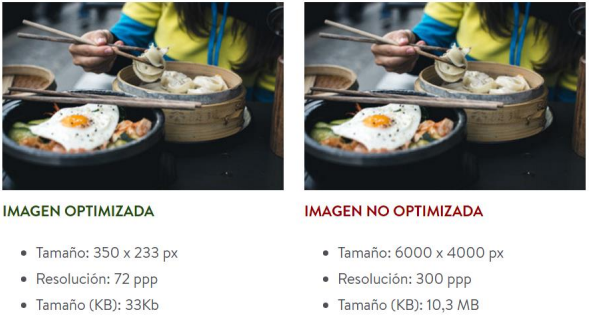 IMAGEN OPTIMIZADA
Tamaño: 350 x 233 px
Resolución: 72 ppp
Tamaño (KB): 33Kb
IMAGEN NO OPTIMIZADA
Tamaño: 6000 x 4000 px
Resolución: 300 ppp
Tamaño (KB): 10,3 MB